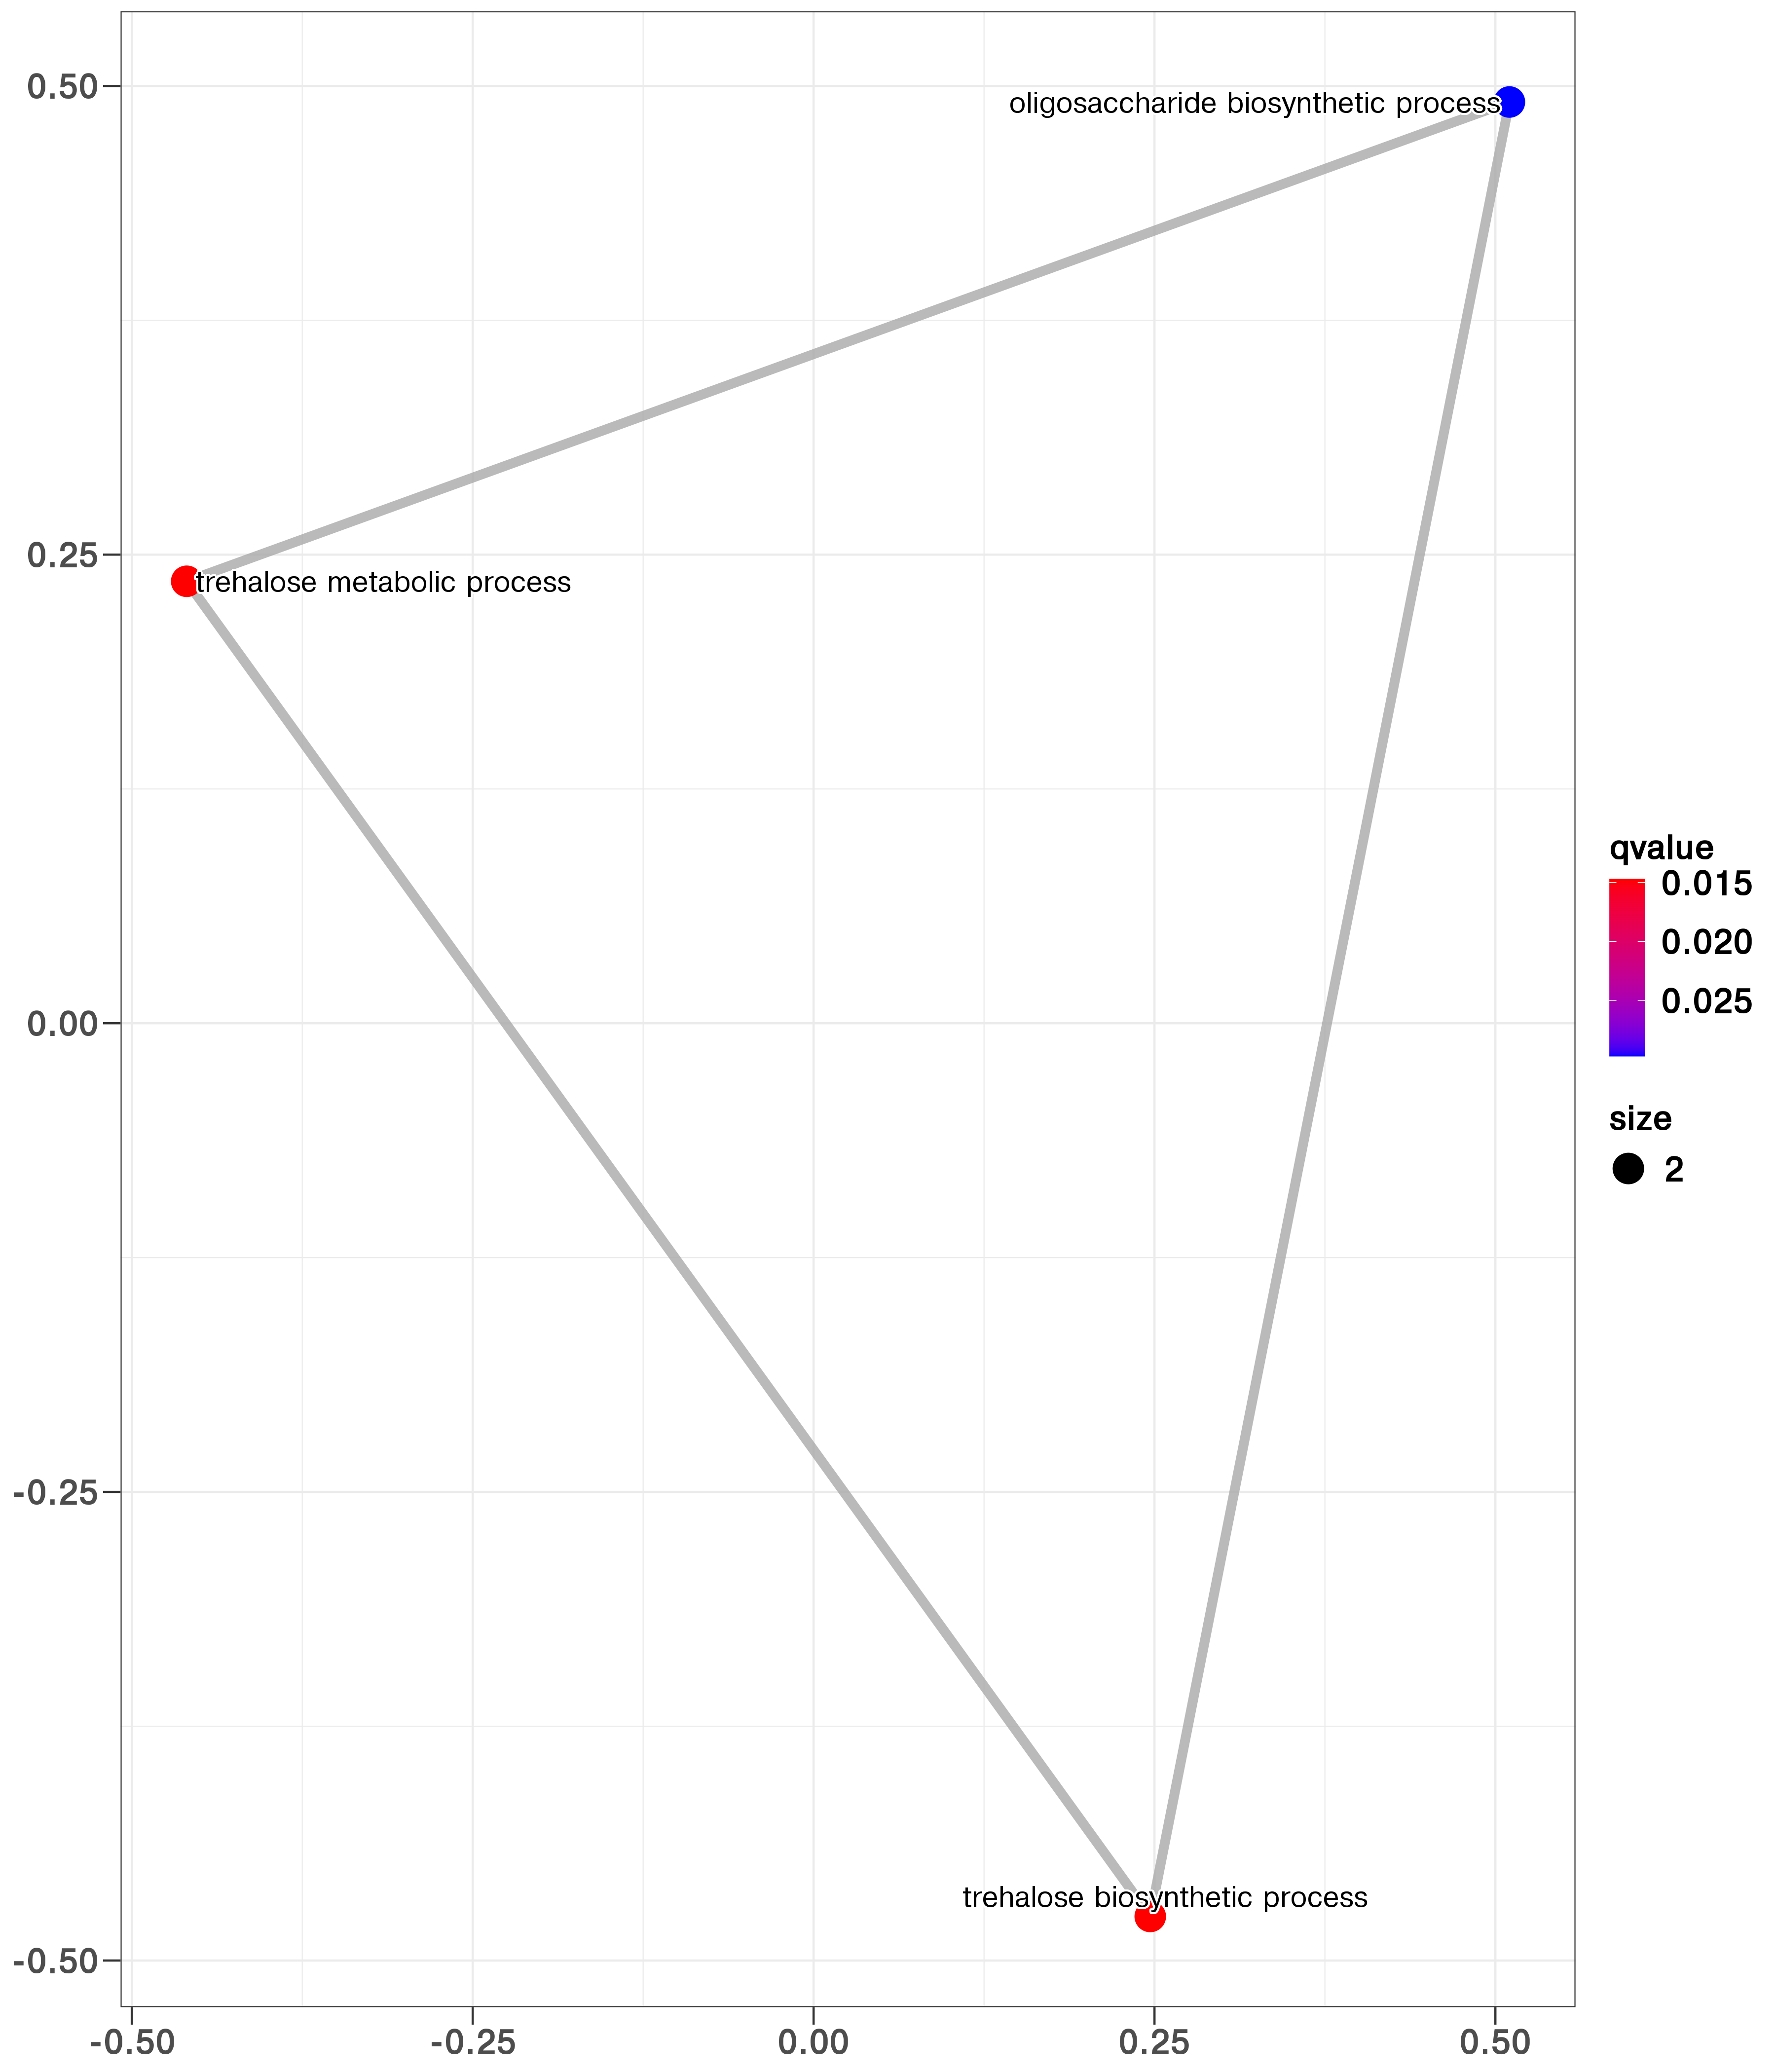 0.50
oligosaccharide biosynthetic process
0.25
trehalose metabolic process
0.00
-0.25
trehalose biosynthetic process
-0.50
-0.50 -0.25 0.00 0.25 0.50
qvalue
0.015
0.020
0.025
size
2